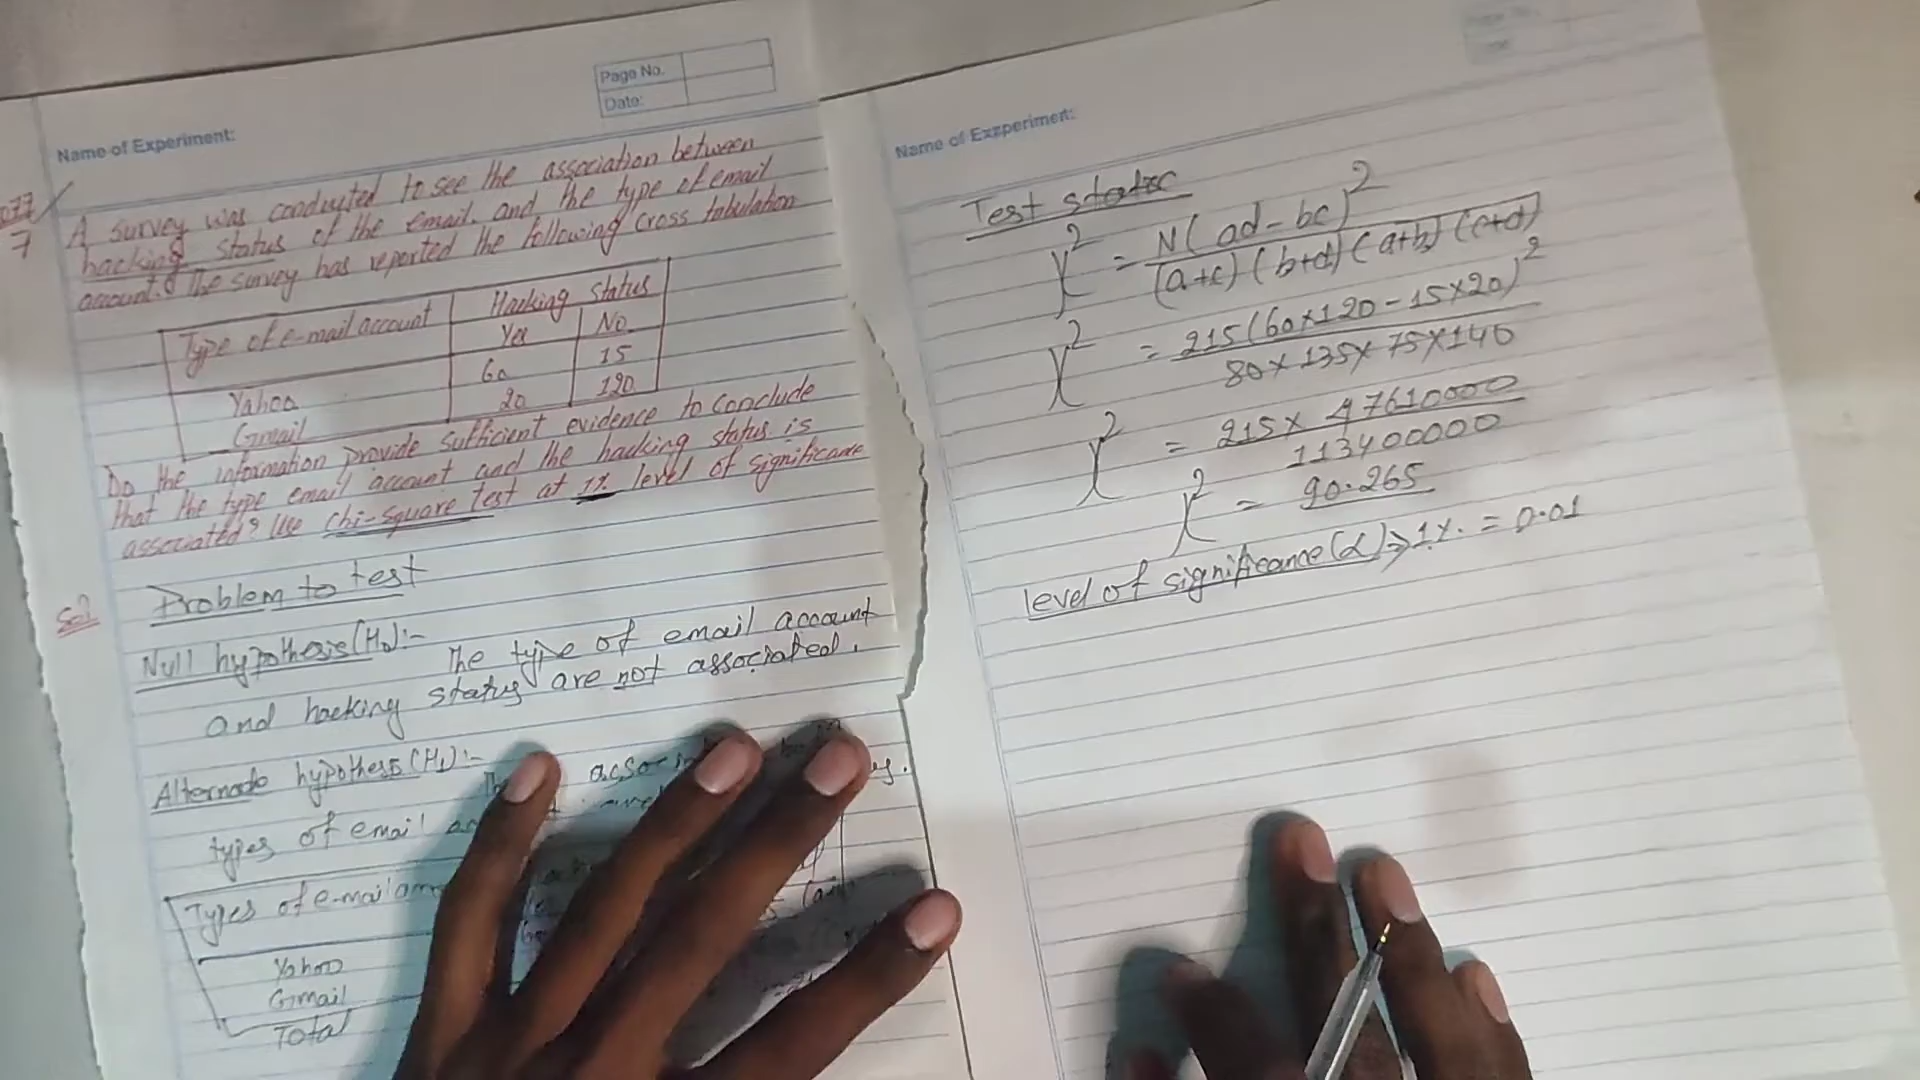 Page No.
Date:
Name of Experiment:
7
A survey was conducted to see the association between
hacking status of the email. and the type of email
account. The survey has reported the following cross tabulation
Type of e-mail account
Hacking status
Yes
No
Yahoo
60
15
Gmail
20
120
Do the information provide sufficient evidence to conclude
that the type email account and the hacking status is
associated? Use Chi-square test at 1% level of significance
Problem to test
Null hypothesis (H₀):- The type of email account
and hacking status are not associated.
Alternate hypothesis (H₁):-
types of email
Types of e-mail
Yahoo
Gmail
Total
Name of Exzperiment:
Test
χ² = N(ad-bc)² / (a+c)(b+d)(a+b)(c+d)
χ² = 215(60×120-15×20)² / 80×135×75×140
χ² = 215× 47610000 / 113400000
χ² = 90.265
level of significance (α) ⇒ 1%. = 0.01